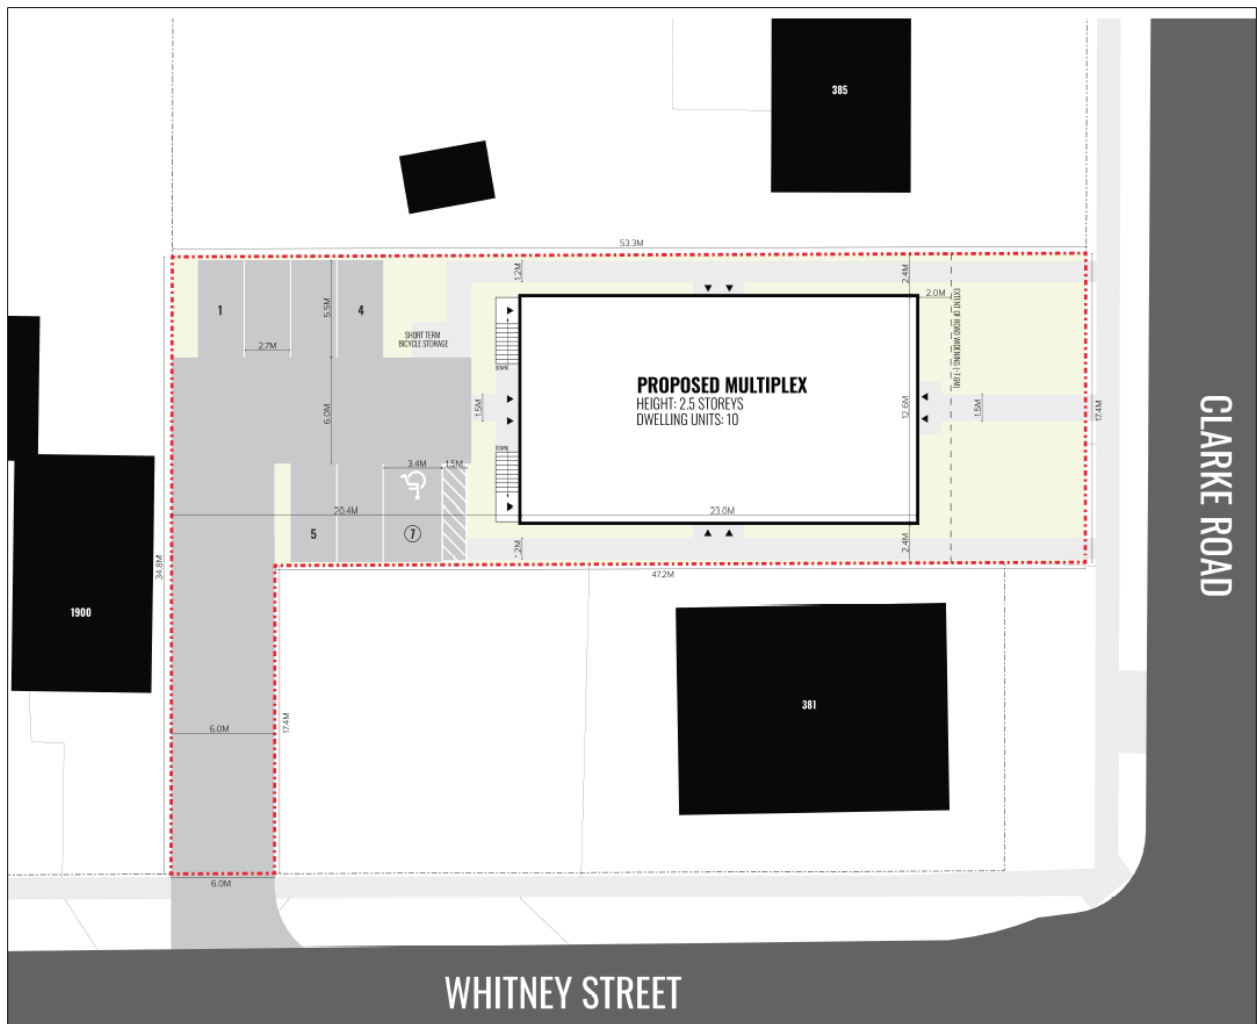 385
53.3M
1.2M
2.4M
2.0M
1
5.5M
4
EXTENT OF ROAD WIDENING (-7.6M)
2.7M
SHORT TERM
BICYCLE STORAGE
DOWN
PROPOSED MULTIPLEX
HEIGHT: 2.5 STOREYS
DWELLING UNITS: 10
6.0M
1.5M
12.6M
1.5M
17.4M
CLARKE ROAD
DOWN
3.4M
1.5M
20.4M
23.0M
5
7
2.4M
34.8M
47.2M
1900
381
17.4M
6.0M
6.0M
WHITNEY STREET